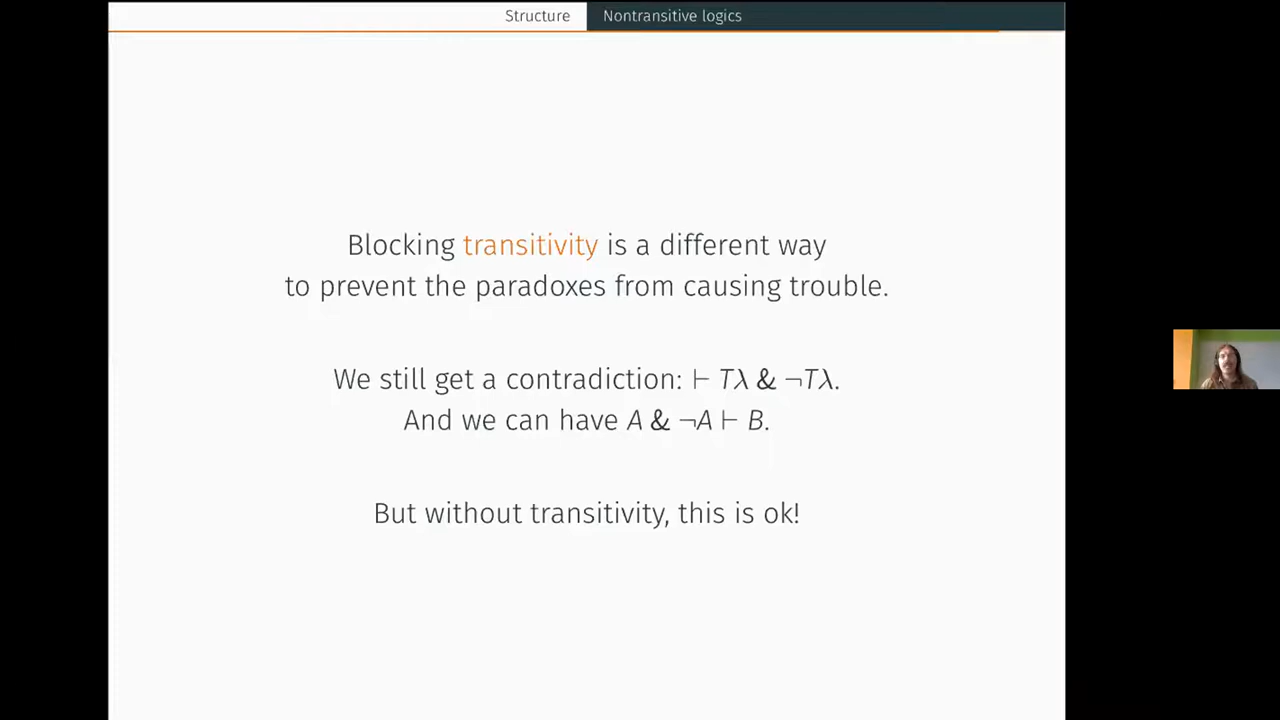 Structure Nontransitive logics
Blocking transitivity is a different way
to prevent the paradoxes from causing trouble.
We still get a contradiction: ⊢ Tλ & ¬Tλ.
And we can have A & ¬A ⊢ B.
But without transitivity, this is ok!